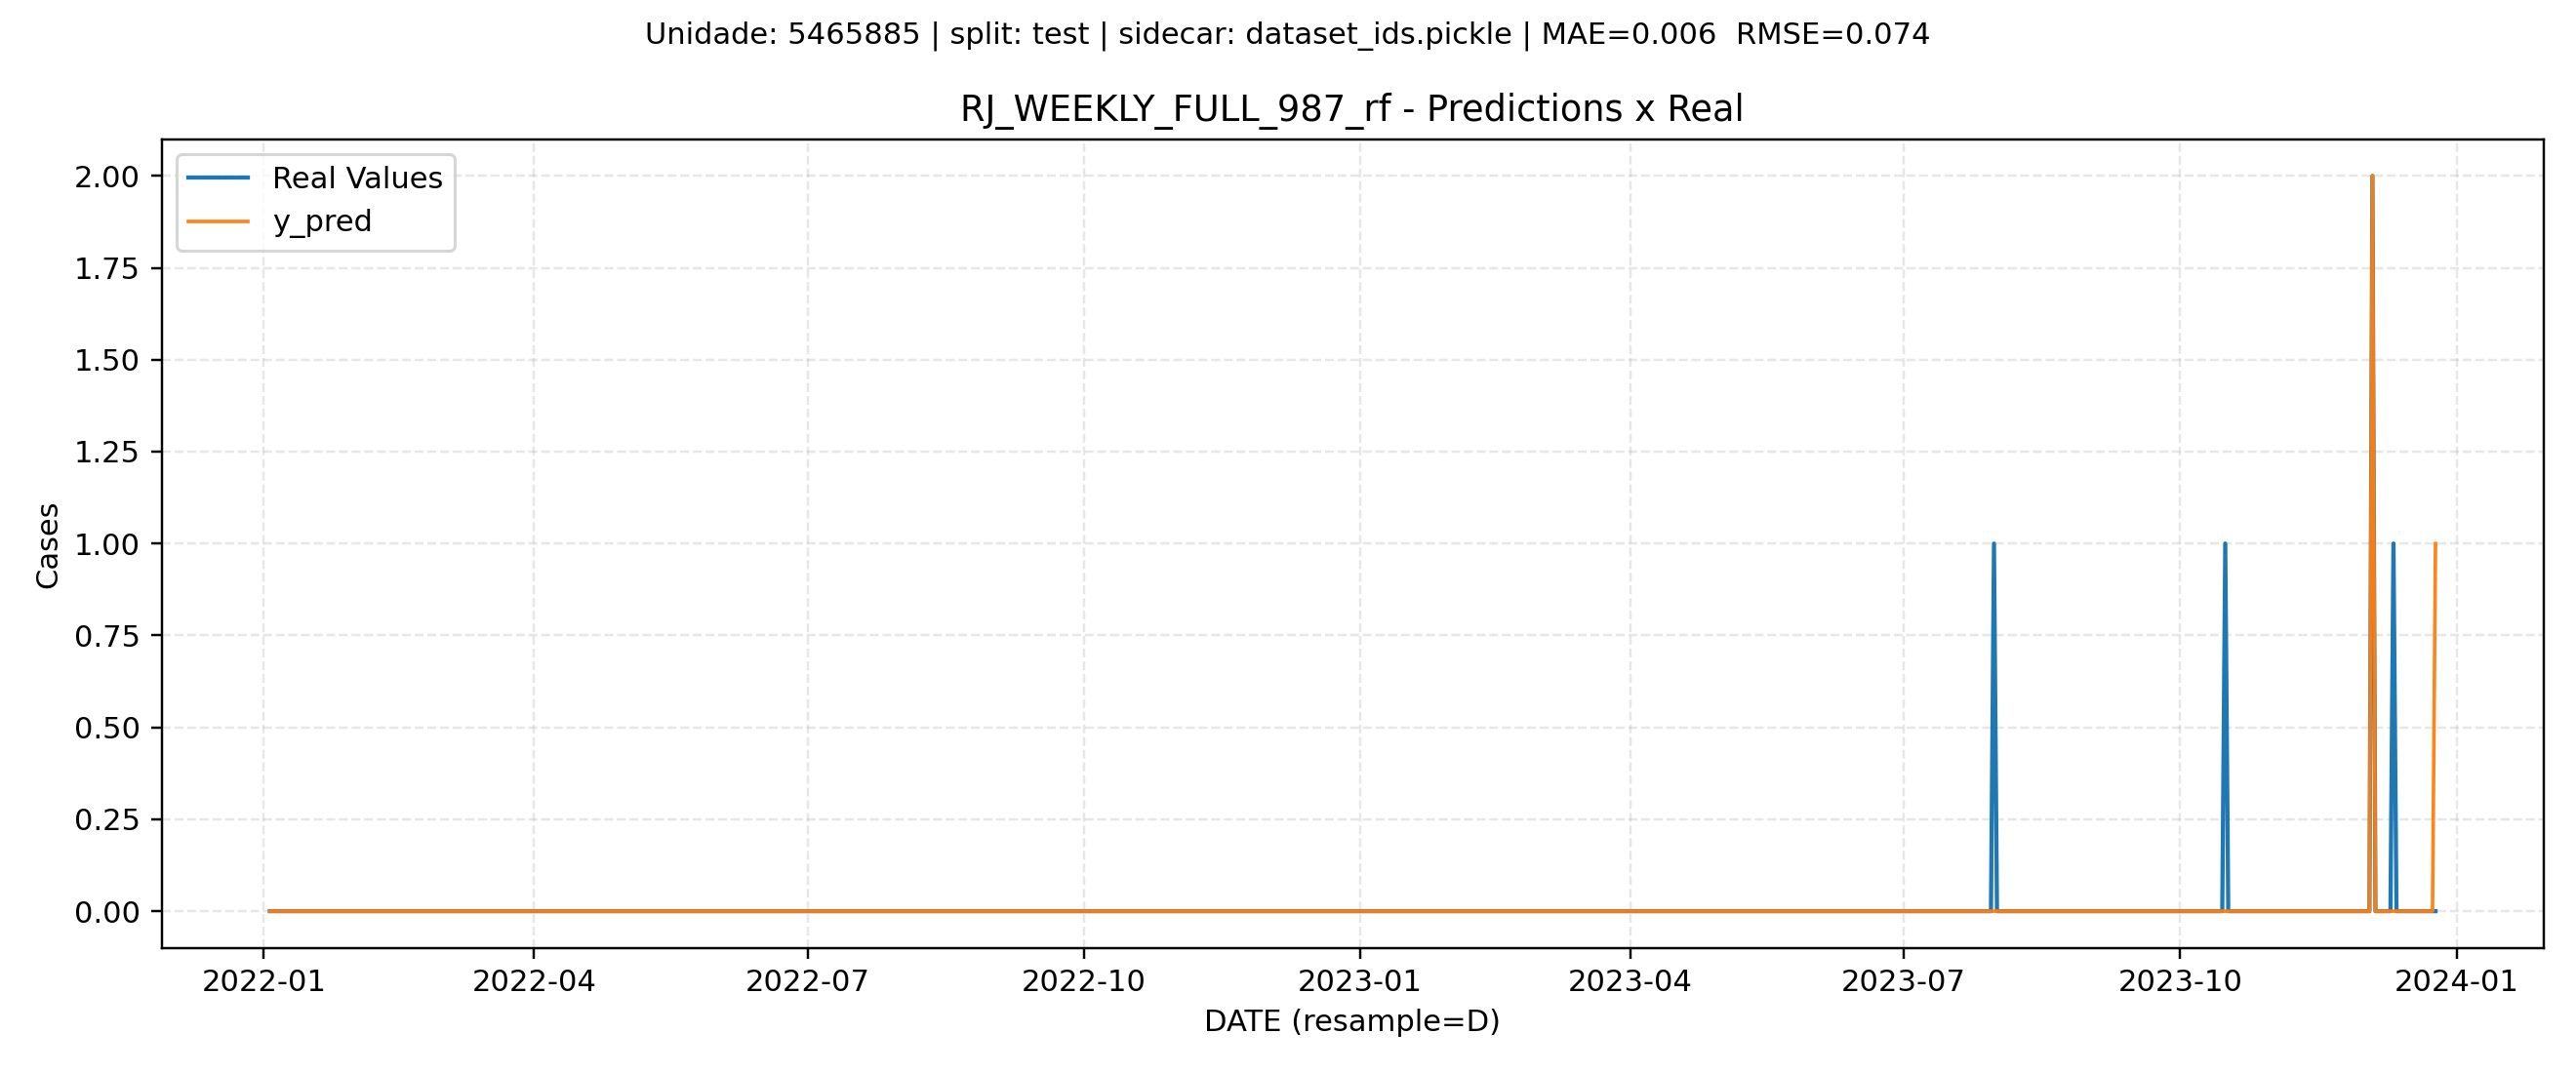 Unidade: 5465885 | split: test | sidecar: dataset_ids.pickle | MAE=0.006  RMSE=0.074
RJ_WEEKLY_FULL_987_rf - Predictions x Real
Real Values
y_pred
Cases
2.00
1.75
1.50
1.25
1.00
0.75
0.50
0.25
0.00
2022-01 2022-04 2022-07 2022-10 2023-01 2023-04 2023-07 2023-10 2024-01
DATE (resample=D)